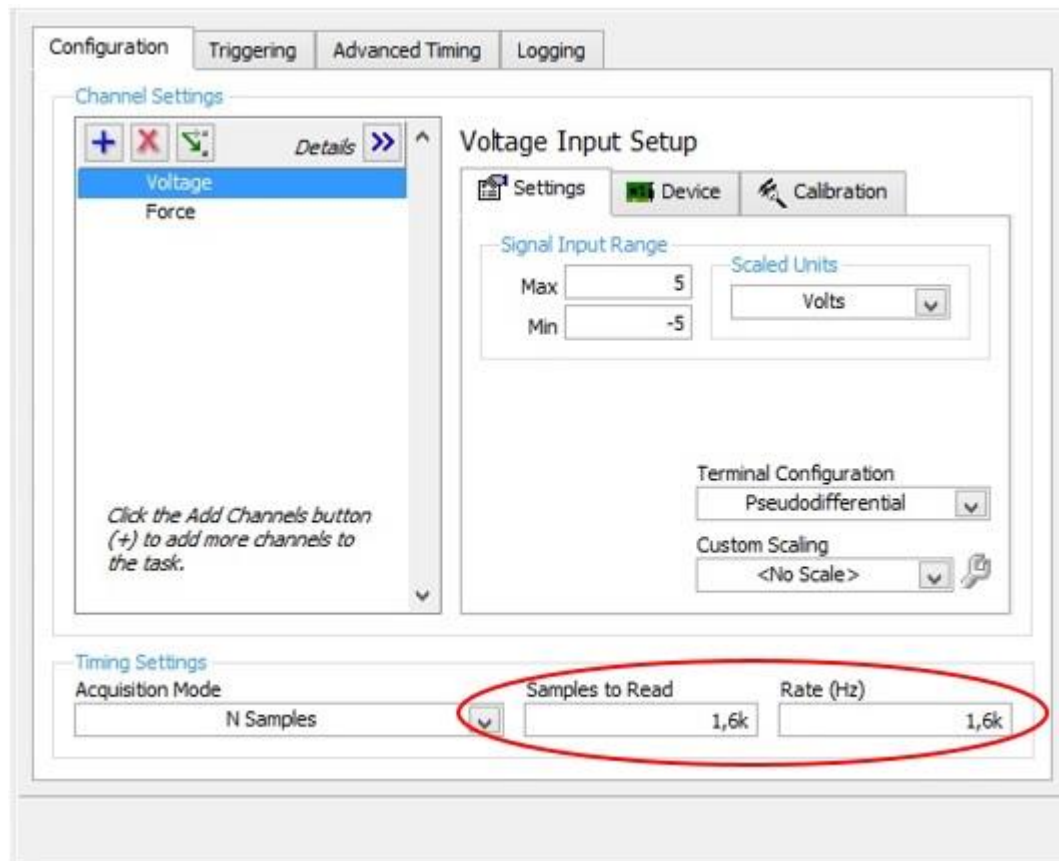 Configuration
Triggering
Advanced Timing
Logging
Channel Settings
Details
Voltage
Force
Click the Add Channels button
(+) to add more channels to
the task.
Voltage Input Setup
Settings
Device
Calibration
Signal Input Range
Max 5
Min -5
Scaled Units
Volts
Terminal Configuration
Pseudodifferential
Custom Scaling
<No Scale>
Timing Settings
Acquisition Mode
N Samples
Samples to Read
1,6k
Rate (Hz)
1,6k